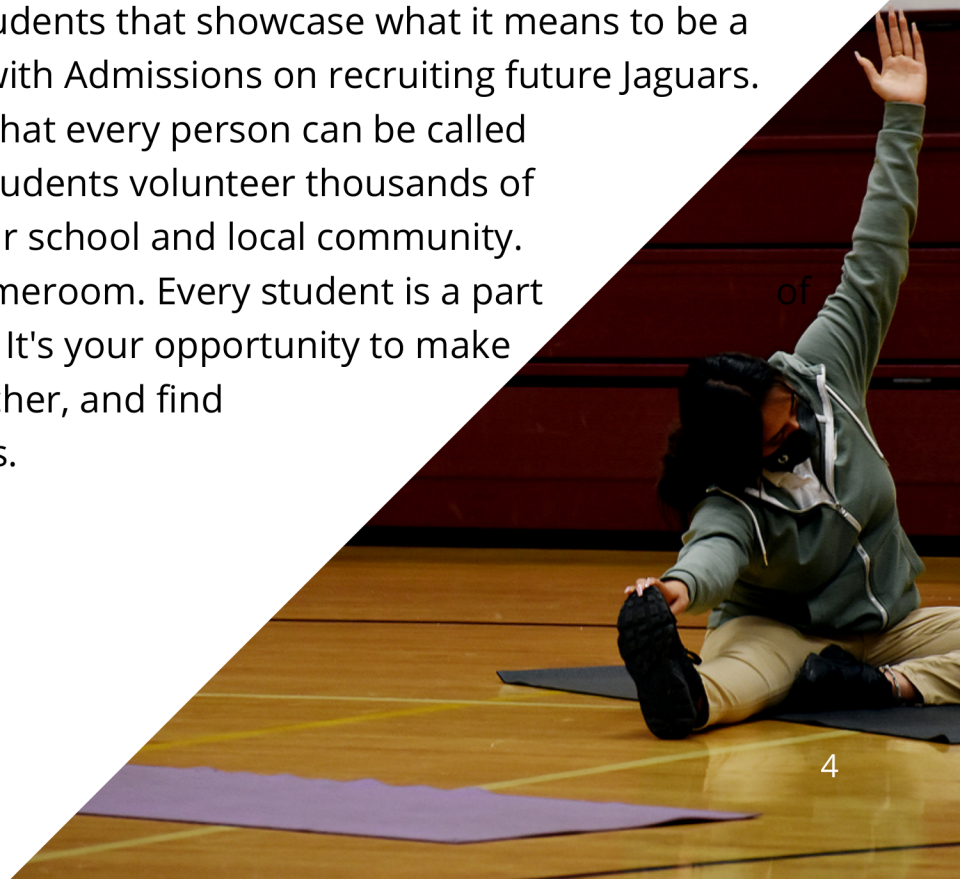 udents that showcase what it means to be a
with Admissions on recruiting future Jaguars.
hat every person can be called
udents volunteer thousands of
r school and local community.
meroom. Every student is a part of
It's your opportunity to make
ther, and find
s.
4